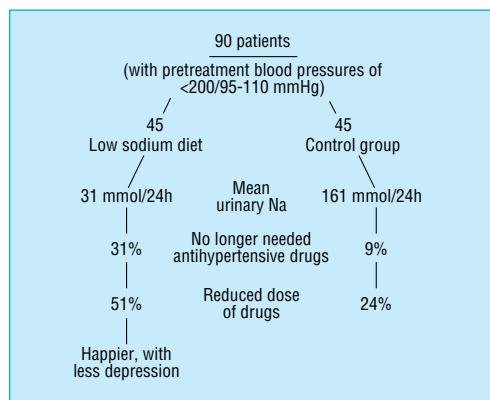 90 patients
(with pretreatment blood pressures of
<200/95-110 mmHg)
45
45
Low sodium diet
Control group
31 mmol/24h
Mean
urinary Na
161 mmol/24h
31%
No longer needed
antihypertensive drugs
9%
51%
Reduced dose
of drugs
24%
Happier, with
less depression